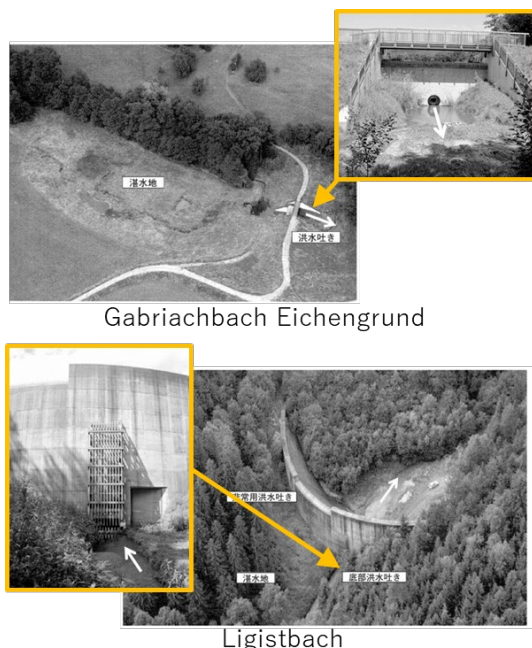 湛水地
洪水吐き
Gabriachbach Eichengrund
非常用洪水吐き
湛水地
底部洪水吐き
Ligistbach